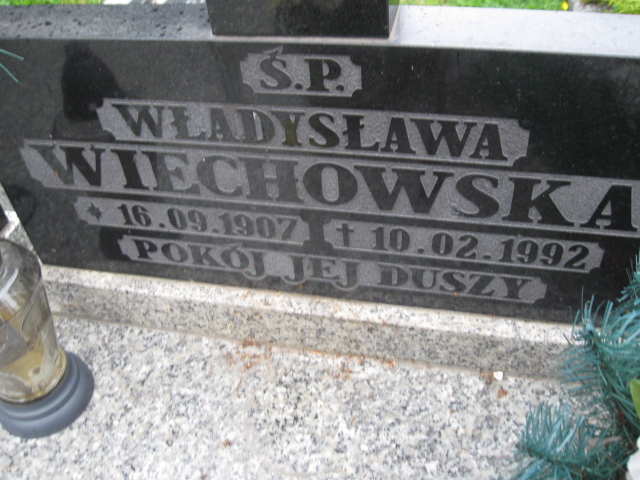 Ś.P.
WŁADYSŁAWA
WIECHOWSKA
* 16.09.1907 † 10.02.1992
POKÓJ JEJ DUSZY